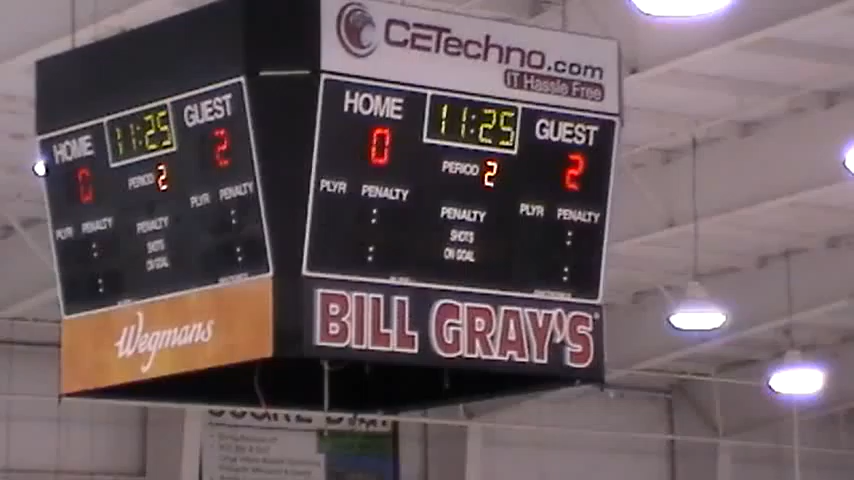 CETechno.com
IT Hassle Free
HOME 11:25 GUEST
0 2
PERIOD 2
PLYR PENALTY PLYR PENALTY
: PENALTY :
SHOTS
: ON GOAL :
BILL GRAY'S
HOME 11:25 GUEST
0 2
PERIOD 2
PLYR PENALTY PLYR PENALTY
: PENALTY :
SHOTS
: ON GOAL :
Wegmans